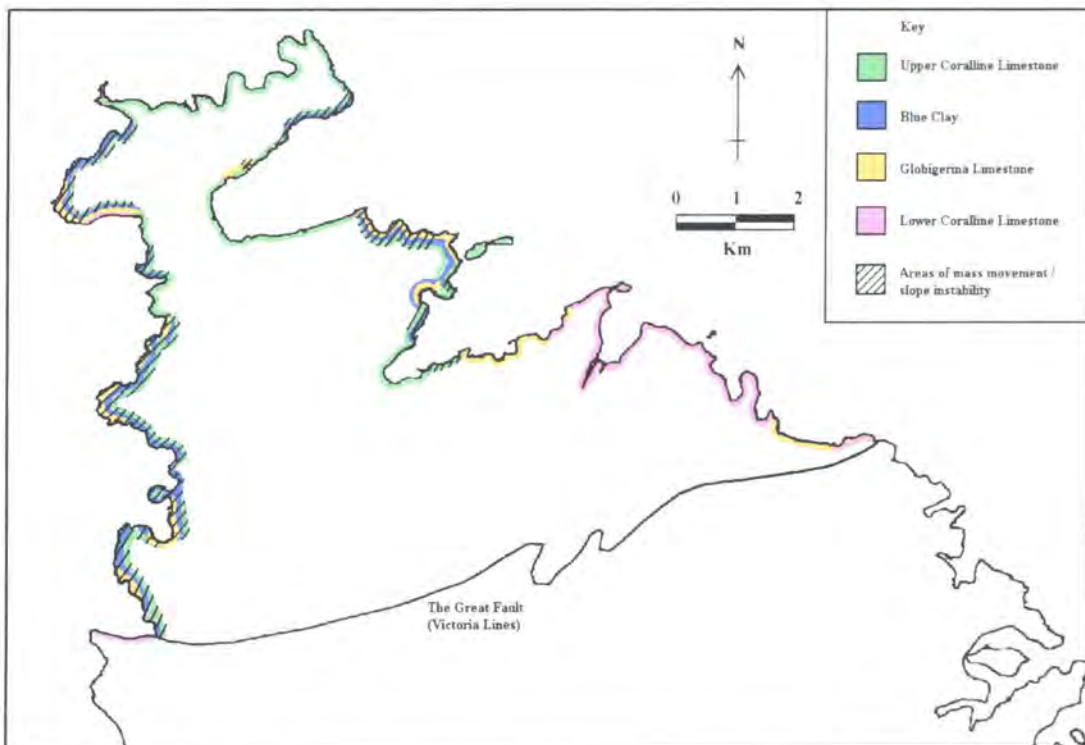 Key
Upper Coralline Limestone
Blue Clay
Globigerina Limestone
Lower Coralline Limestone
Areas of mass movement /
slope instability
N
0 1 2
Km
The Great Fault
(Victoria Lines)